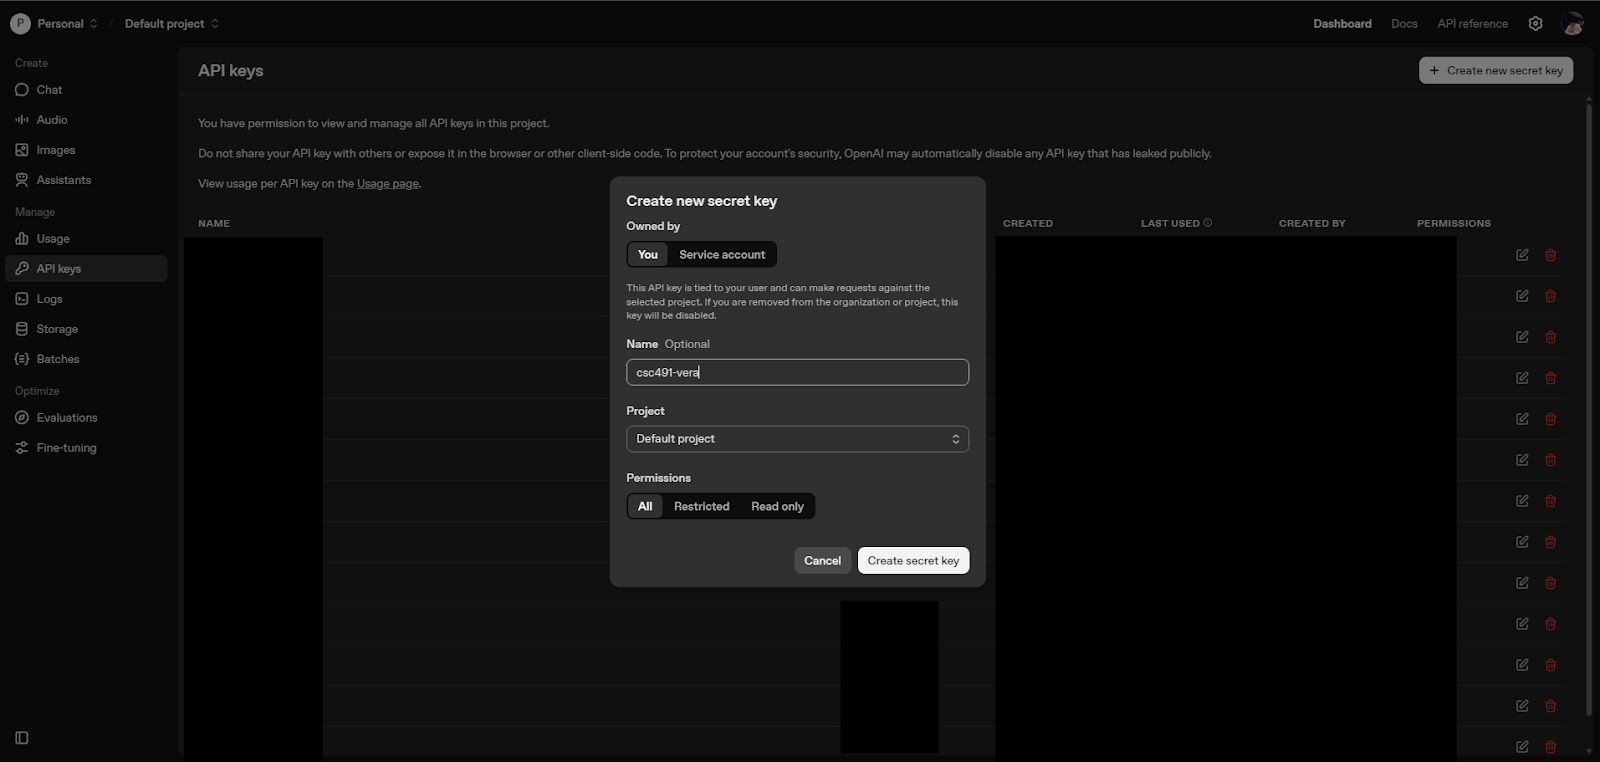 P Personal / Default project
Dashboard Docs API reference
Create
Chat
Audio
Images
Assistants
Manage
Usage
API keys
Logs
Storage
Batches
Optimize
Evaluations
Fine-tuning
API keys
+ Create new secret key
You have permission to view and manage all API keys in this project.
Do not share your API key with others or expose it in the browser or other client-side code. To protect your account's security, OpenAI may automatically disable any API key that has leaked publicly.
View usage per API key on the Usage page.
NAME CREATED LAST USED CREATED BY PERMISSIONS
Create new secret key
Owned by
You Service account
This API key is tied to your user and can make requests against the
selected project. If you are removed from the organization or project, this
key will be disabled.
Name Optional
csc491-vera
Project
Default project
Permissions
All Restricted Read only
Cancel Create secret key